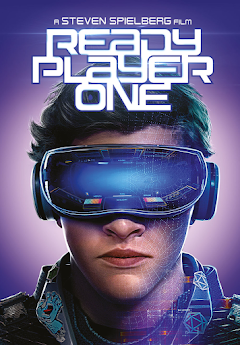 A STEVEN SPIELBERG FILM
READY
PLAYER
ONE